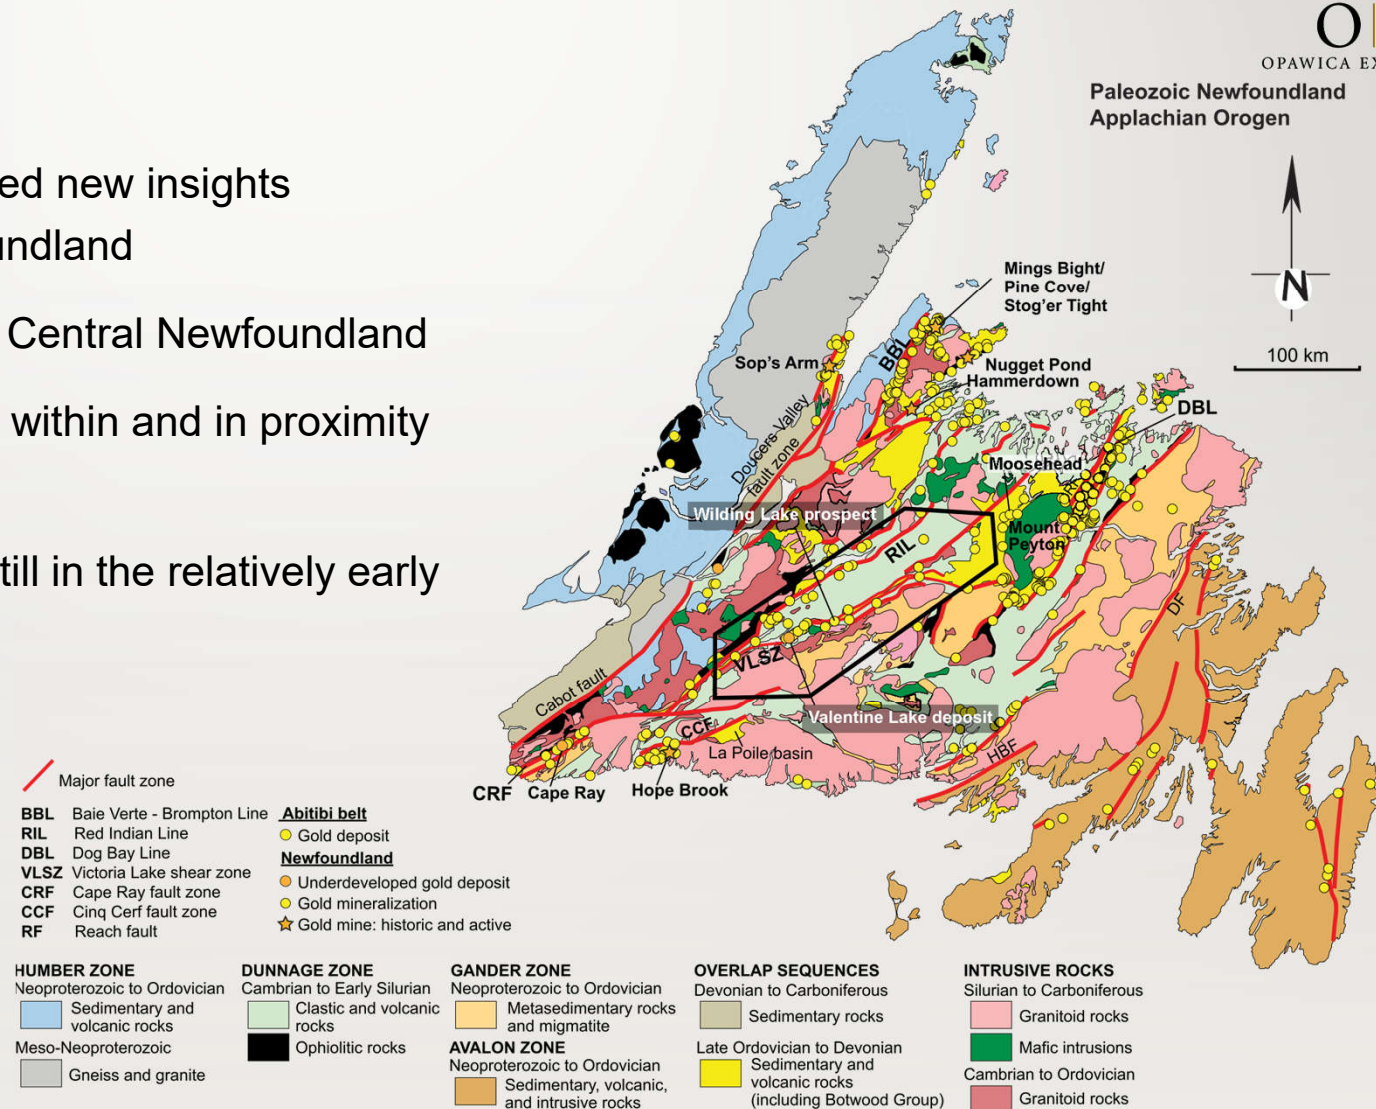 O
OPAWICA EX
Paleozoic Newfoundland
Applachian Orogen
ed new insights
undland
Central Newfoundland
within and in proximity
till in the relatively early
N
100 km
Mings Bight/
Pine Cove/
Stog'er Tight
Sop's Arm
BBL
Nugget Pond
Hammerdown
DBL
Doucers Valley
fault zone
Moosehead
RF
Wilding Lake prospect
Mount
Peyton
RIL
DF
VLSZ
Cabot fault
Valentine Lake deposit
CCF
La Poile basin
HBF
CRF
Cape Ray
Hope Brook
Major fault zone
BBL Baie Verte - Brompton Line
RIL Red Indian Line
DBL Dog Bay Line
VLSZ Victoria Lake shear zone
CRF Cape Ray fault zone
CCF Cinq Cerf fault zone
RF Reach fault
Abitibi belt
Gold deposit
Newfoundland
Underdeveloped gold deposit
Gold mineralization
Gold mine: historic and active
HUMBER ZONE
Neoproterozoic to Ordovician
Sedimentary and
volcanic rocks
Meso-Neoproterozoic
Gneiss and granite
DUNNAGE ZONE
Cambrian to Early Silurian
Clastic and volcanic
rocks
Ophiolitic rocks
GANDER ZONE
Neoproterozoic to Ordovician
Metasedimentary rocks
and migmatite
AVALON ZONE
Neoproterozoic to Ordovician
Sedimentary, volcanic,
and intrusive rocks
OVERLAP SEQUENCES
Devonian to Carboniferous
Sedimentary rocks
Late Ordovician to Devonian
Sedimentary and
volcanic rocks
(including Botwood Group)
INTRUSIVE ROCKS
Silurian to Carboniferous
Granitoid rocks
Mafic intrusions
Cambrian to Ordovician
Granitoid rocks